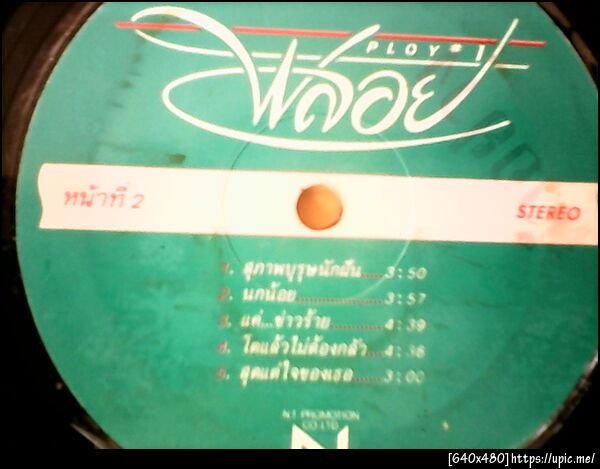 PLOY #1
พลอย
หน้าที่ 2
STEREO
1. สุภาพบุรุษนักฝัน.....3:50
2. นกน้อย.....................3:57
3. แด่...ข่าวร้าย.............4:39
4. โตแล้วไม่ต้องกลัว....4:36
5. สุดแต่ใจของเธอ.......3:00
N.T PROMOTION
CO.,LTD
N
[640x480]https://upic.me/